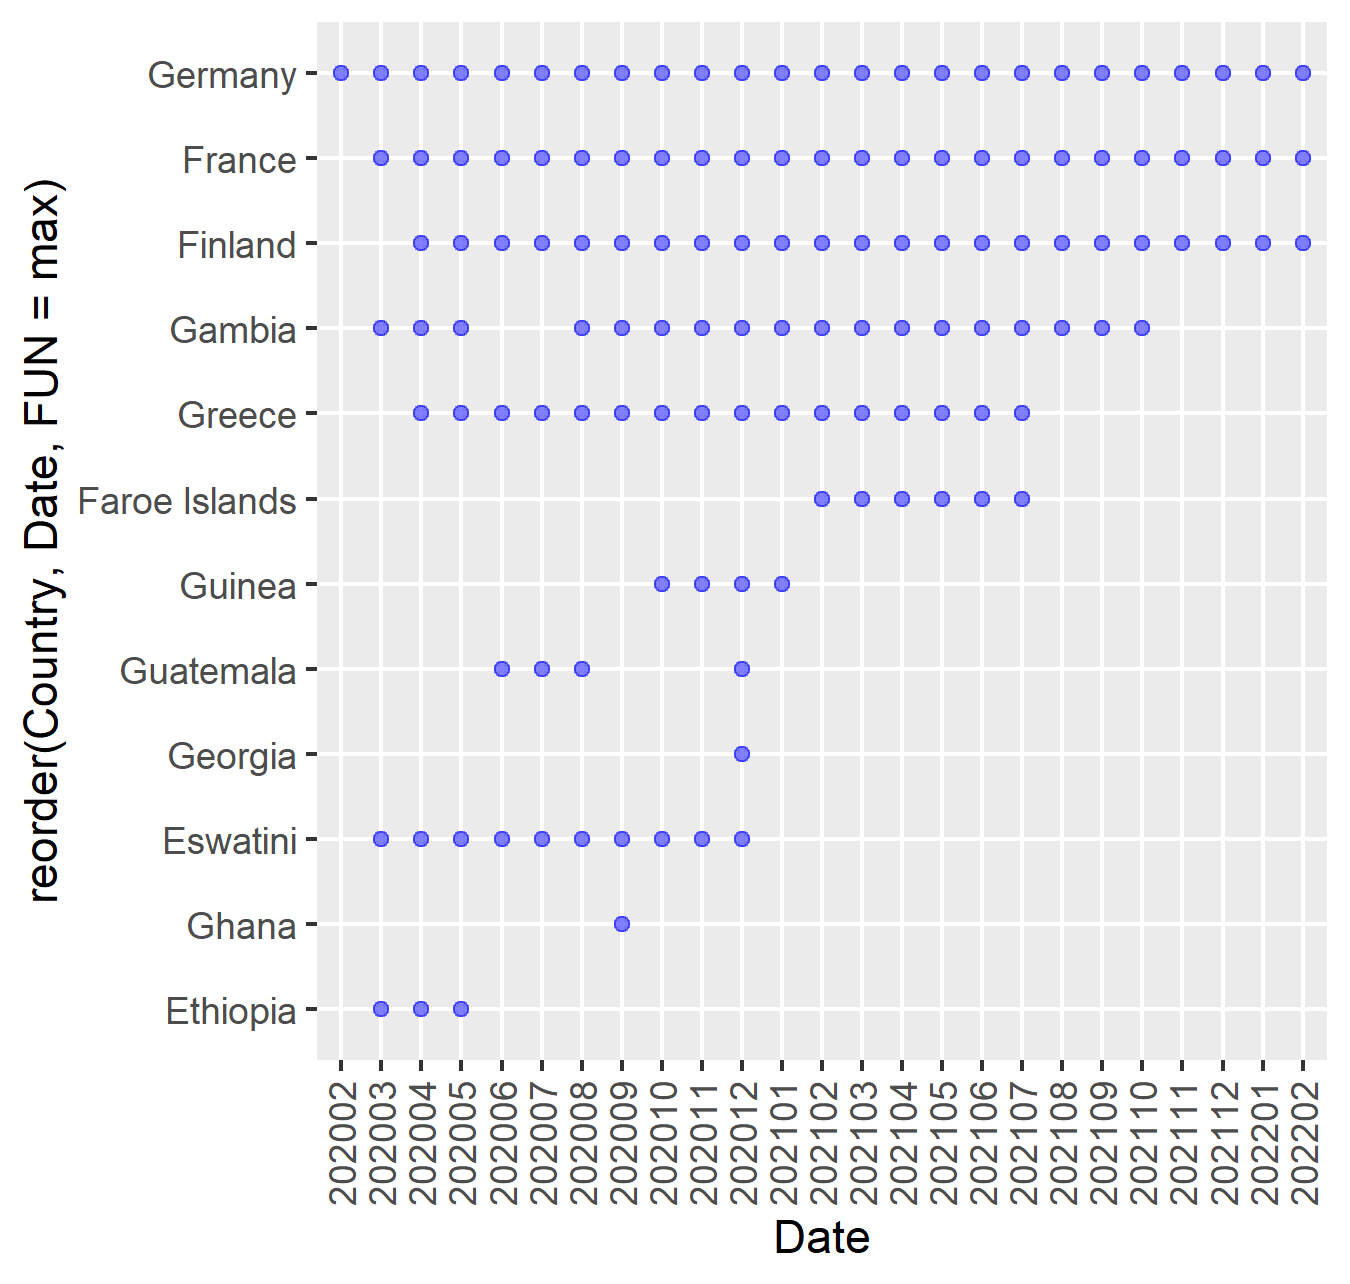 reorder(Country, Date, FUN = max)
Germany
France
Finland
Gambia
Greece
Faroe Islands
Guinea
Guatemala
Georgia
Eswatini
Ghana
Ethiopia
202002
202003
202004
202005
202006
202007
202008
202009
202010
202011
202012
202101
202102
202103
202104
202105
202106
202107
202108
202109
202110
202111
202112
202201
202202
Date